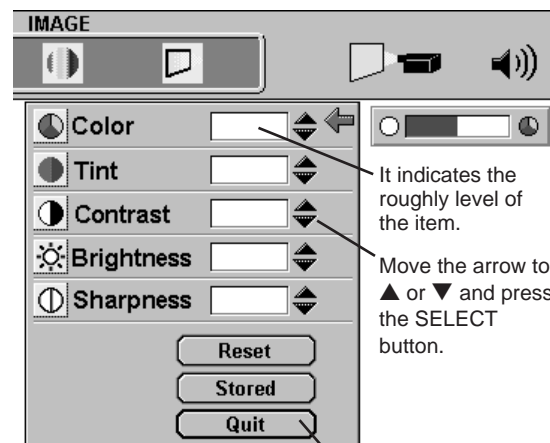 IMAGE
Color
Tint
Contrast
Brightness
Sharpness
Reset
Stored
Quit
It indicates the
roughly level of
the item.
Move the arrow to
▲ or ▼ and press
the SELECT
button.